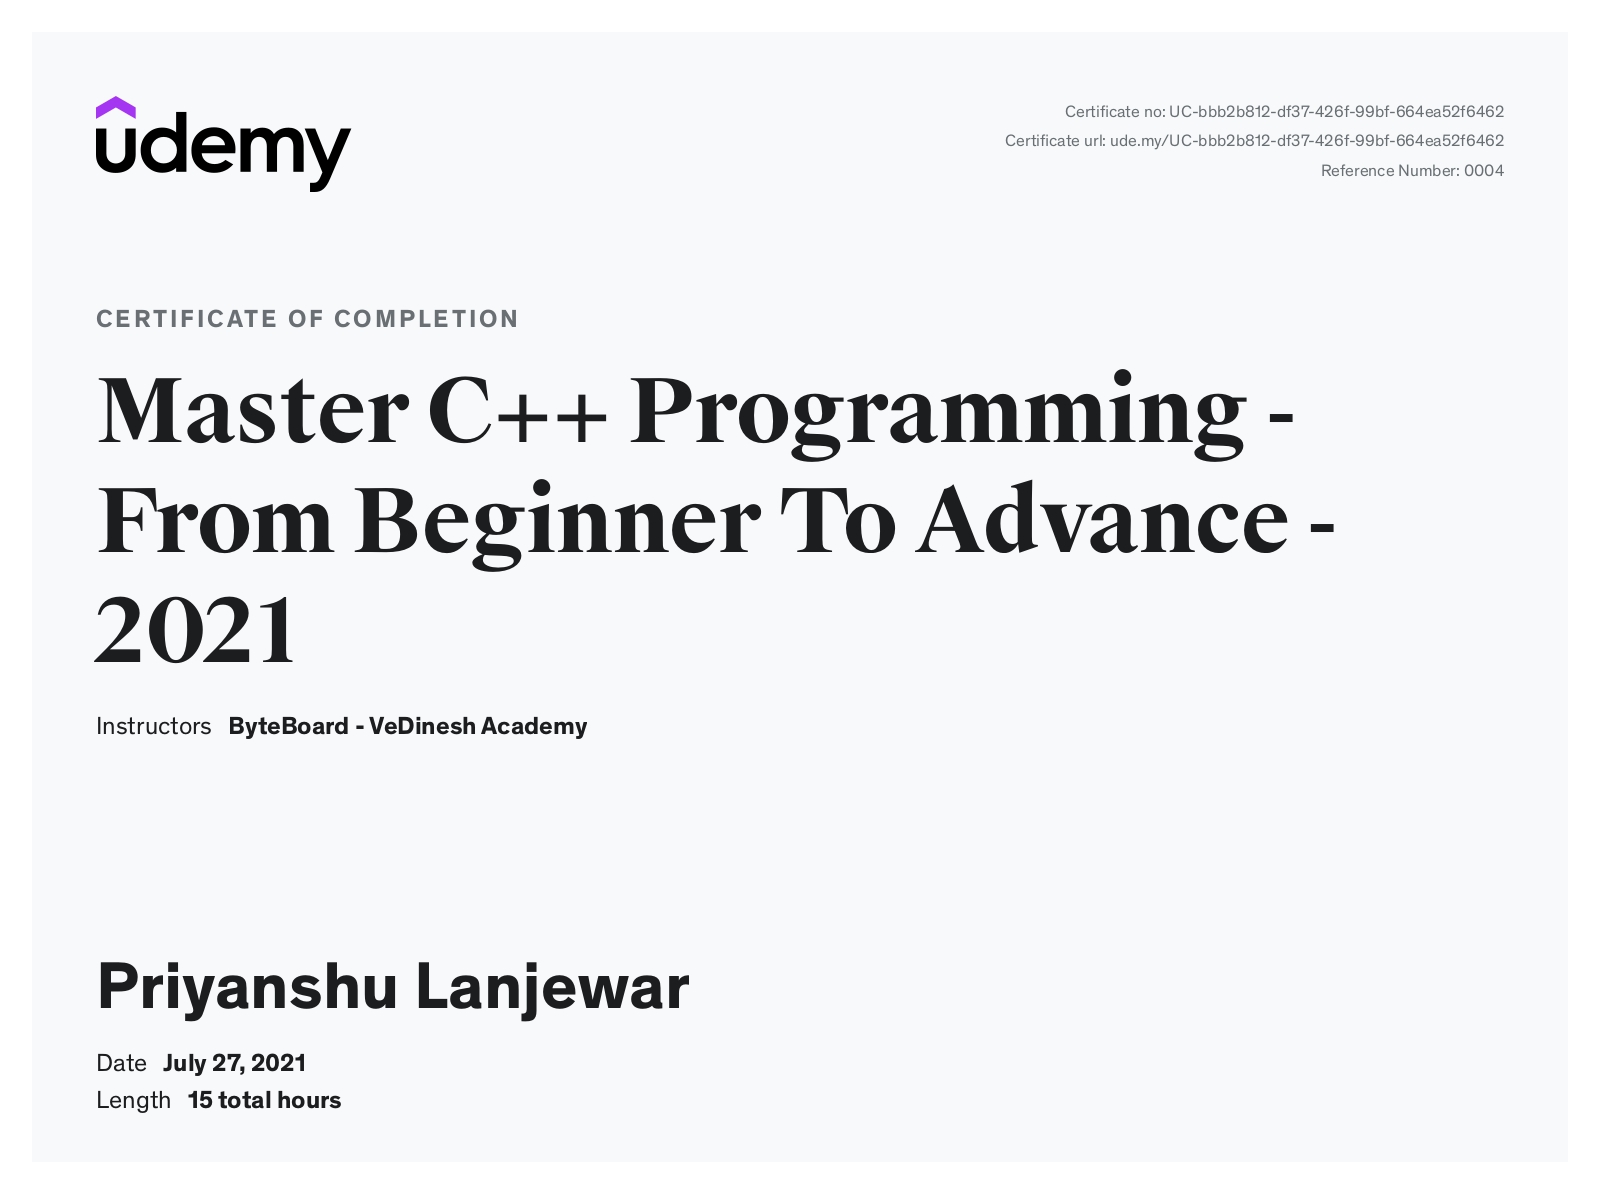 udemy
Certificate no: UC-bbb2b812-df37-426f-99bf-664ea52f6462
Certificate url: ude.my/UC-bbb2b812-df37-426f-99bf-664ea52f6462
Reference Number: 0004
CERTIFICATE OF COMPLETION
Master C++ Programming -
From Beginner To Advance -
2021
Instructors ByteBoard - VeDinesh Academy
Priyanshu Lanjewar
Date July 27, 2021
Length 15 total hours